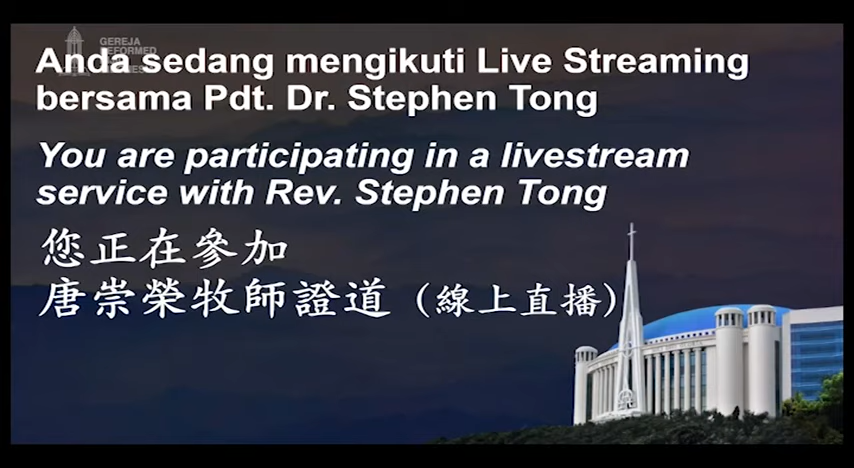 GEREJA
REFORMED
Anda sedang mengikuti Live Streaming
bersama Pdt. Dr. Stephen Tong
You are participating in a livestream
service with Rev. Stephen Tong
您正在參加
唐崇榮牧師證道（線上直播）